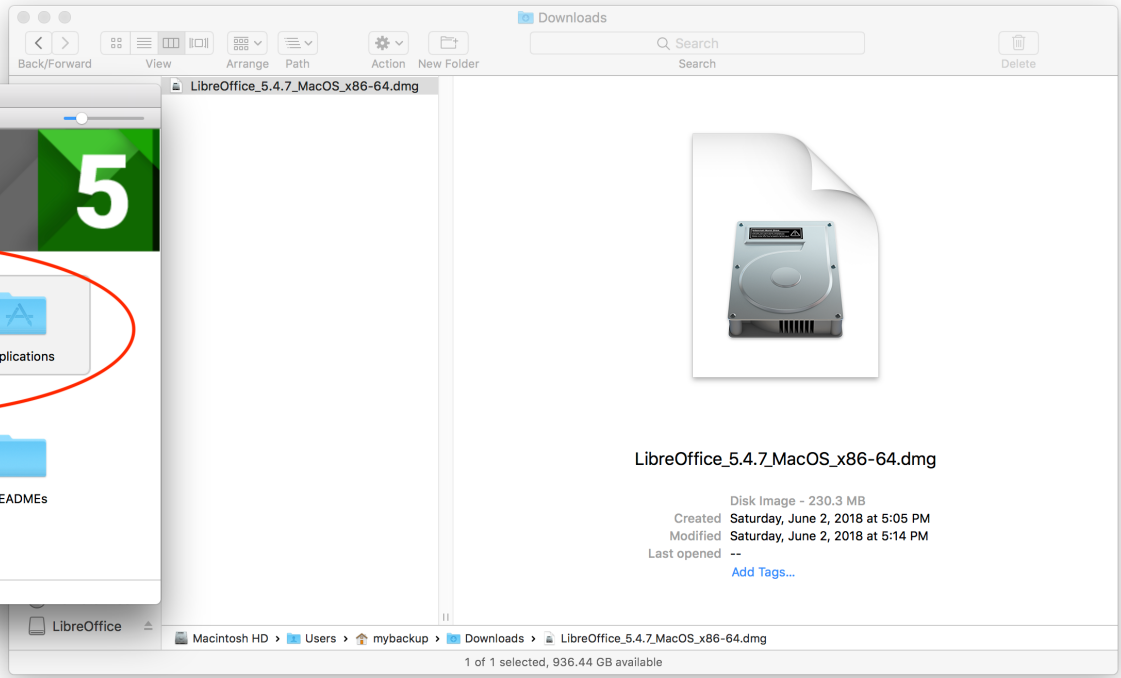 Downloads
Search
Back/Forward View Arrange Path Action New Folder Search Delete
LibreOffice_5.4.7_MacOS_x86-64.dmg
5
plications
EADMEs
LibreOffice
LibreOffice_5.4.7_MacOS_x86-64.dmg
Disk Image - 230.3 MB
Created Saturday, June 2, 2018 at 5:05 PM
Modified Saturday, June 2, 2018 at 5:14 PM
Last opened --
Add Tags...
Macintosh HD › Users › mybackup › Downloads › LibreOffice_5.4.7_MacOS_x86-64.dmg
1 of 1 selected, 936.44 GB available